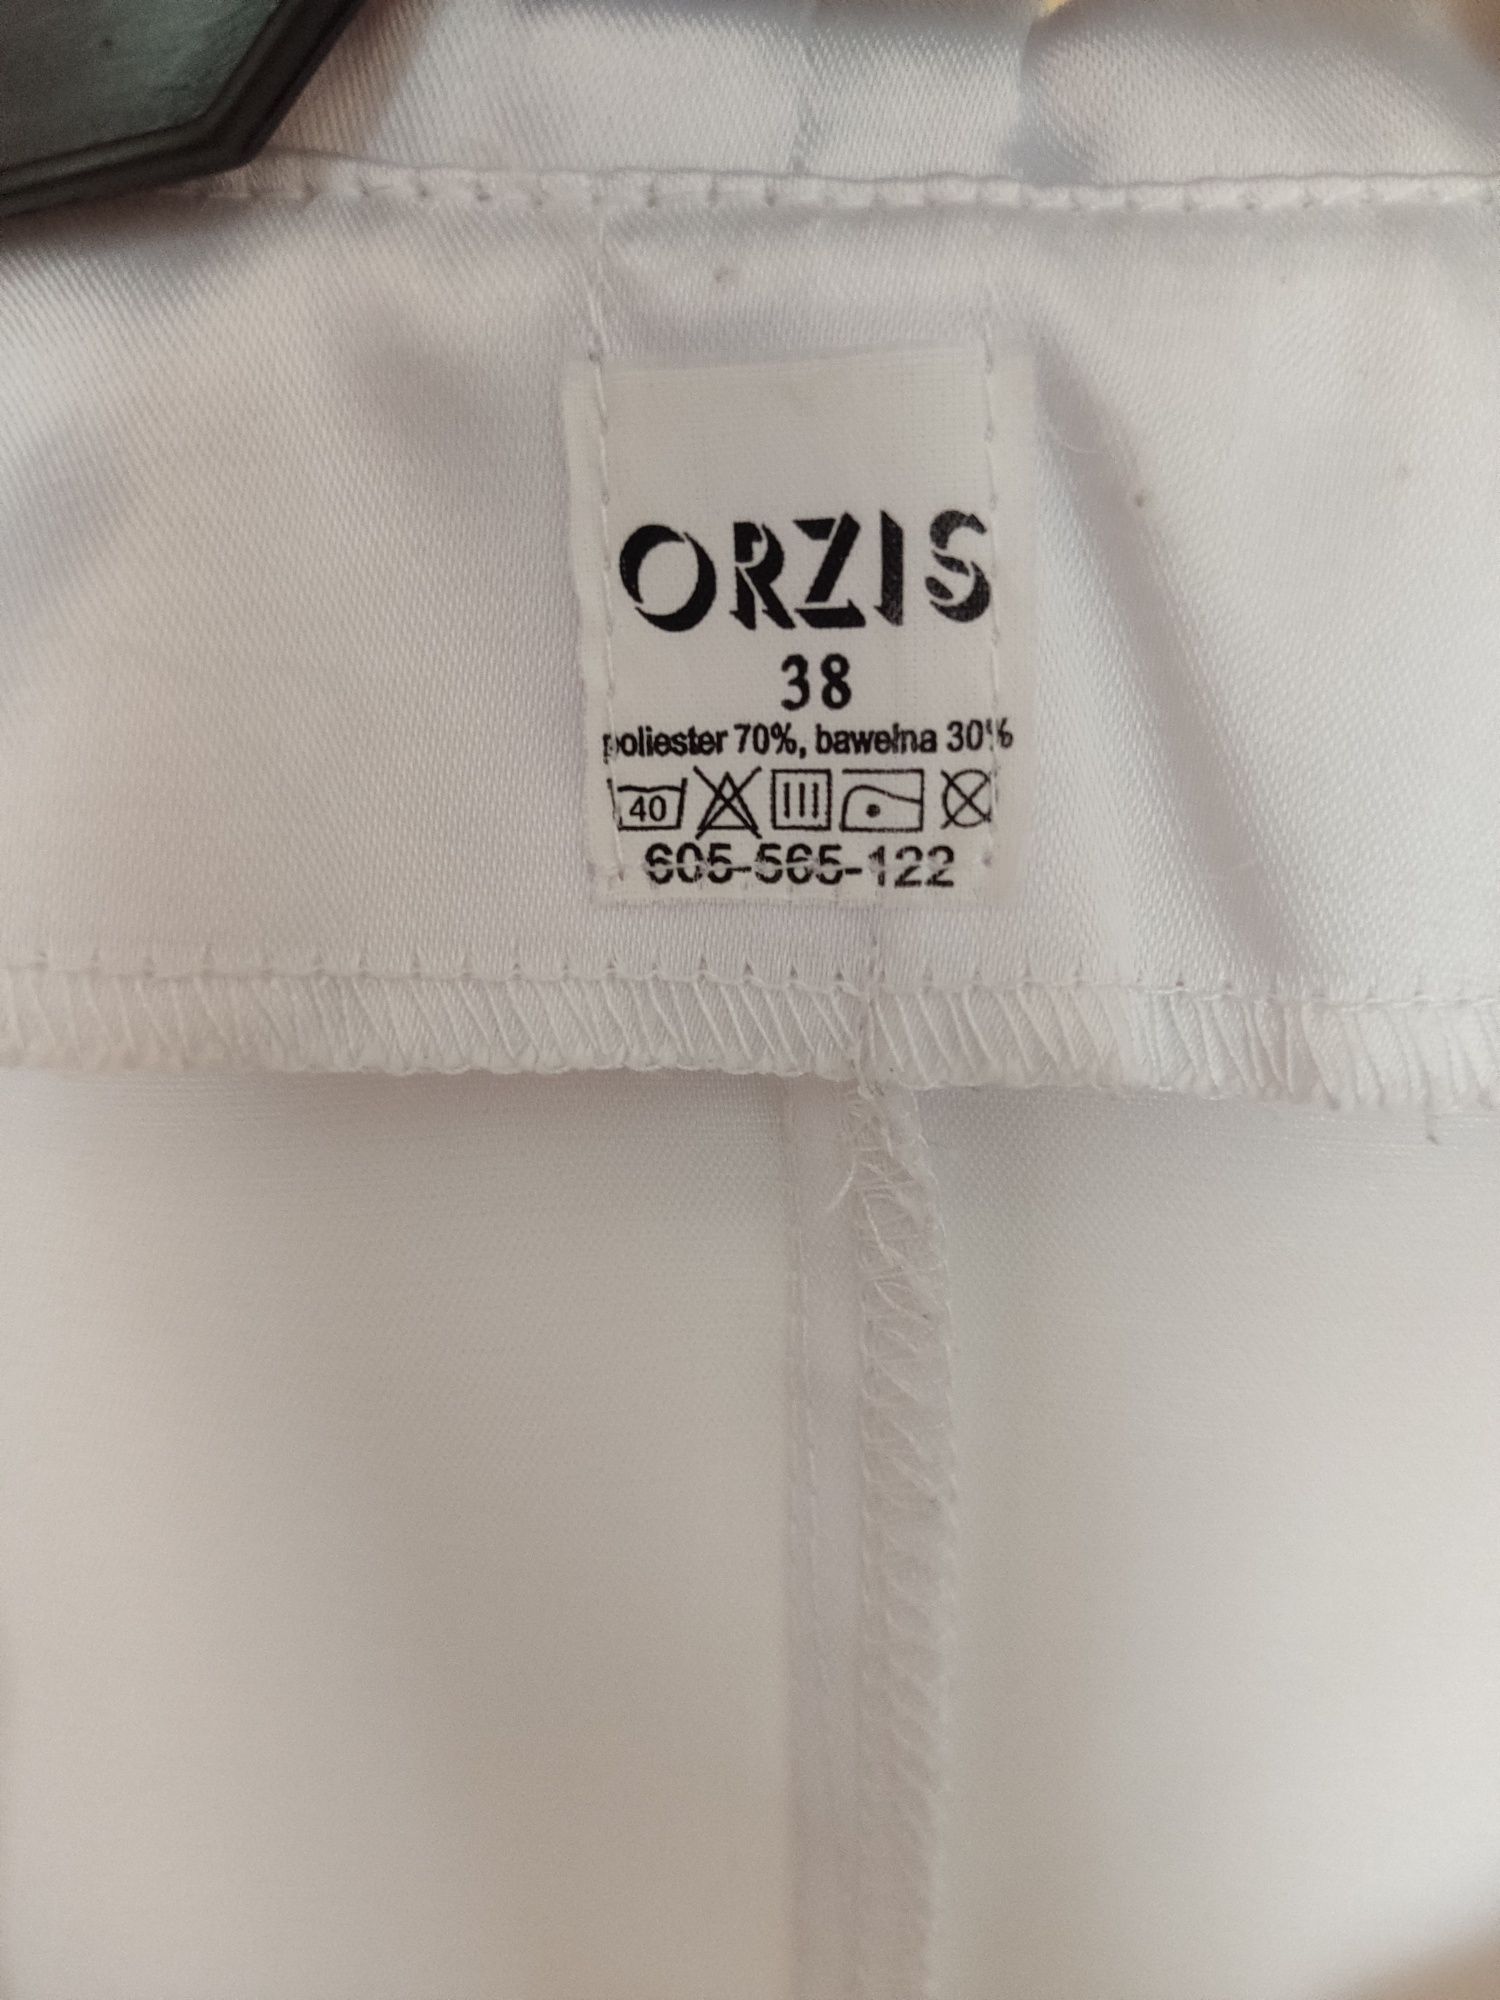 ORZIS
38
poliester 70%, bawełna 30%
40
605-565-122